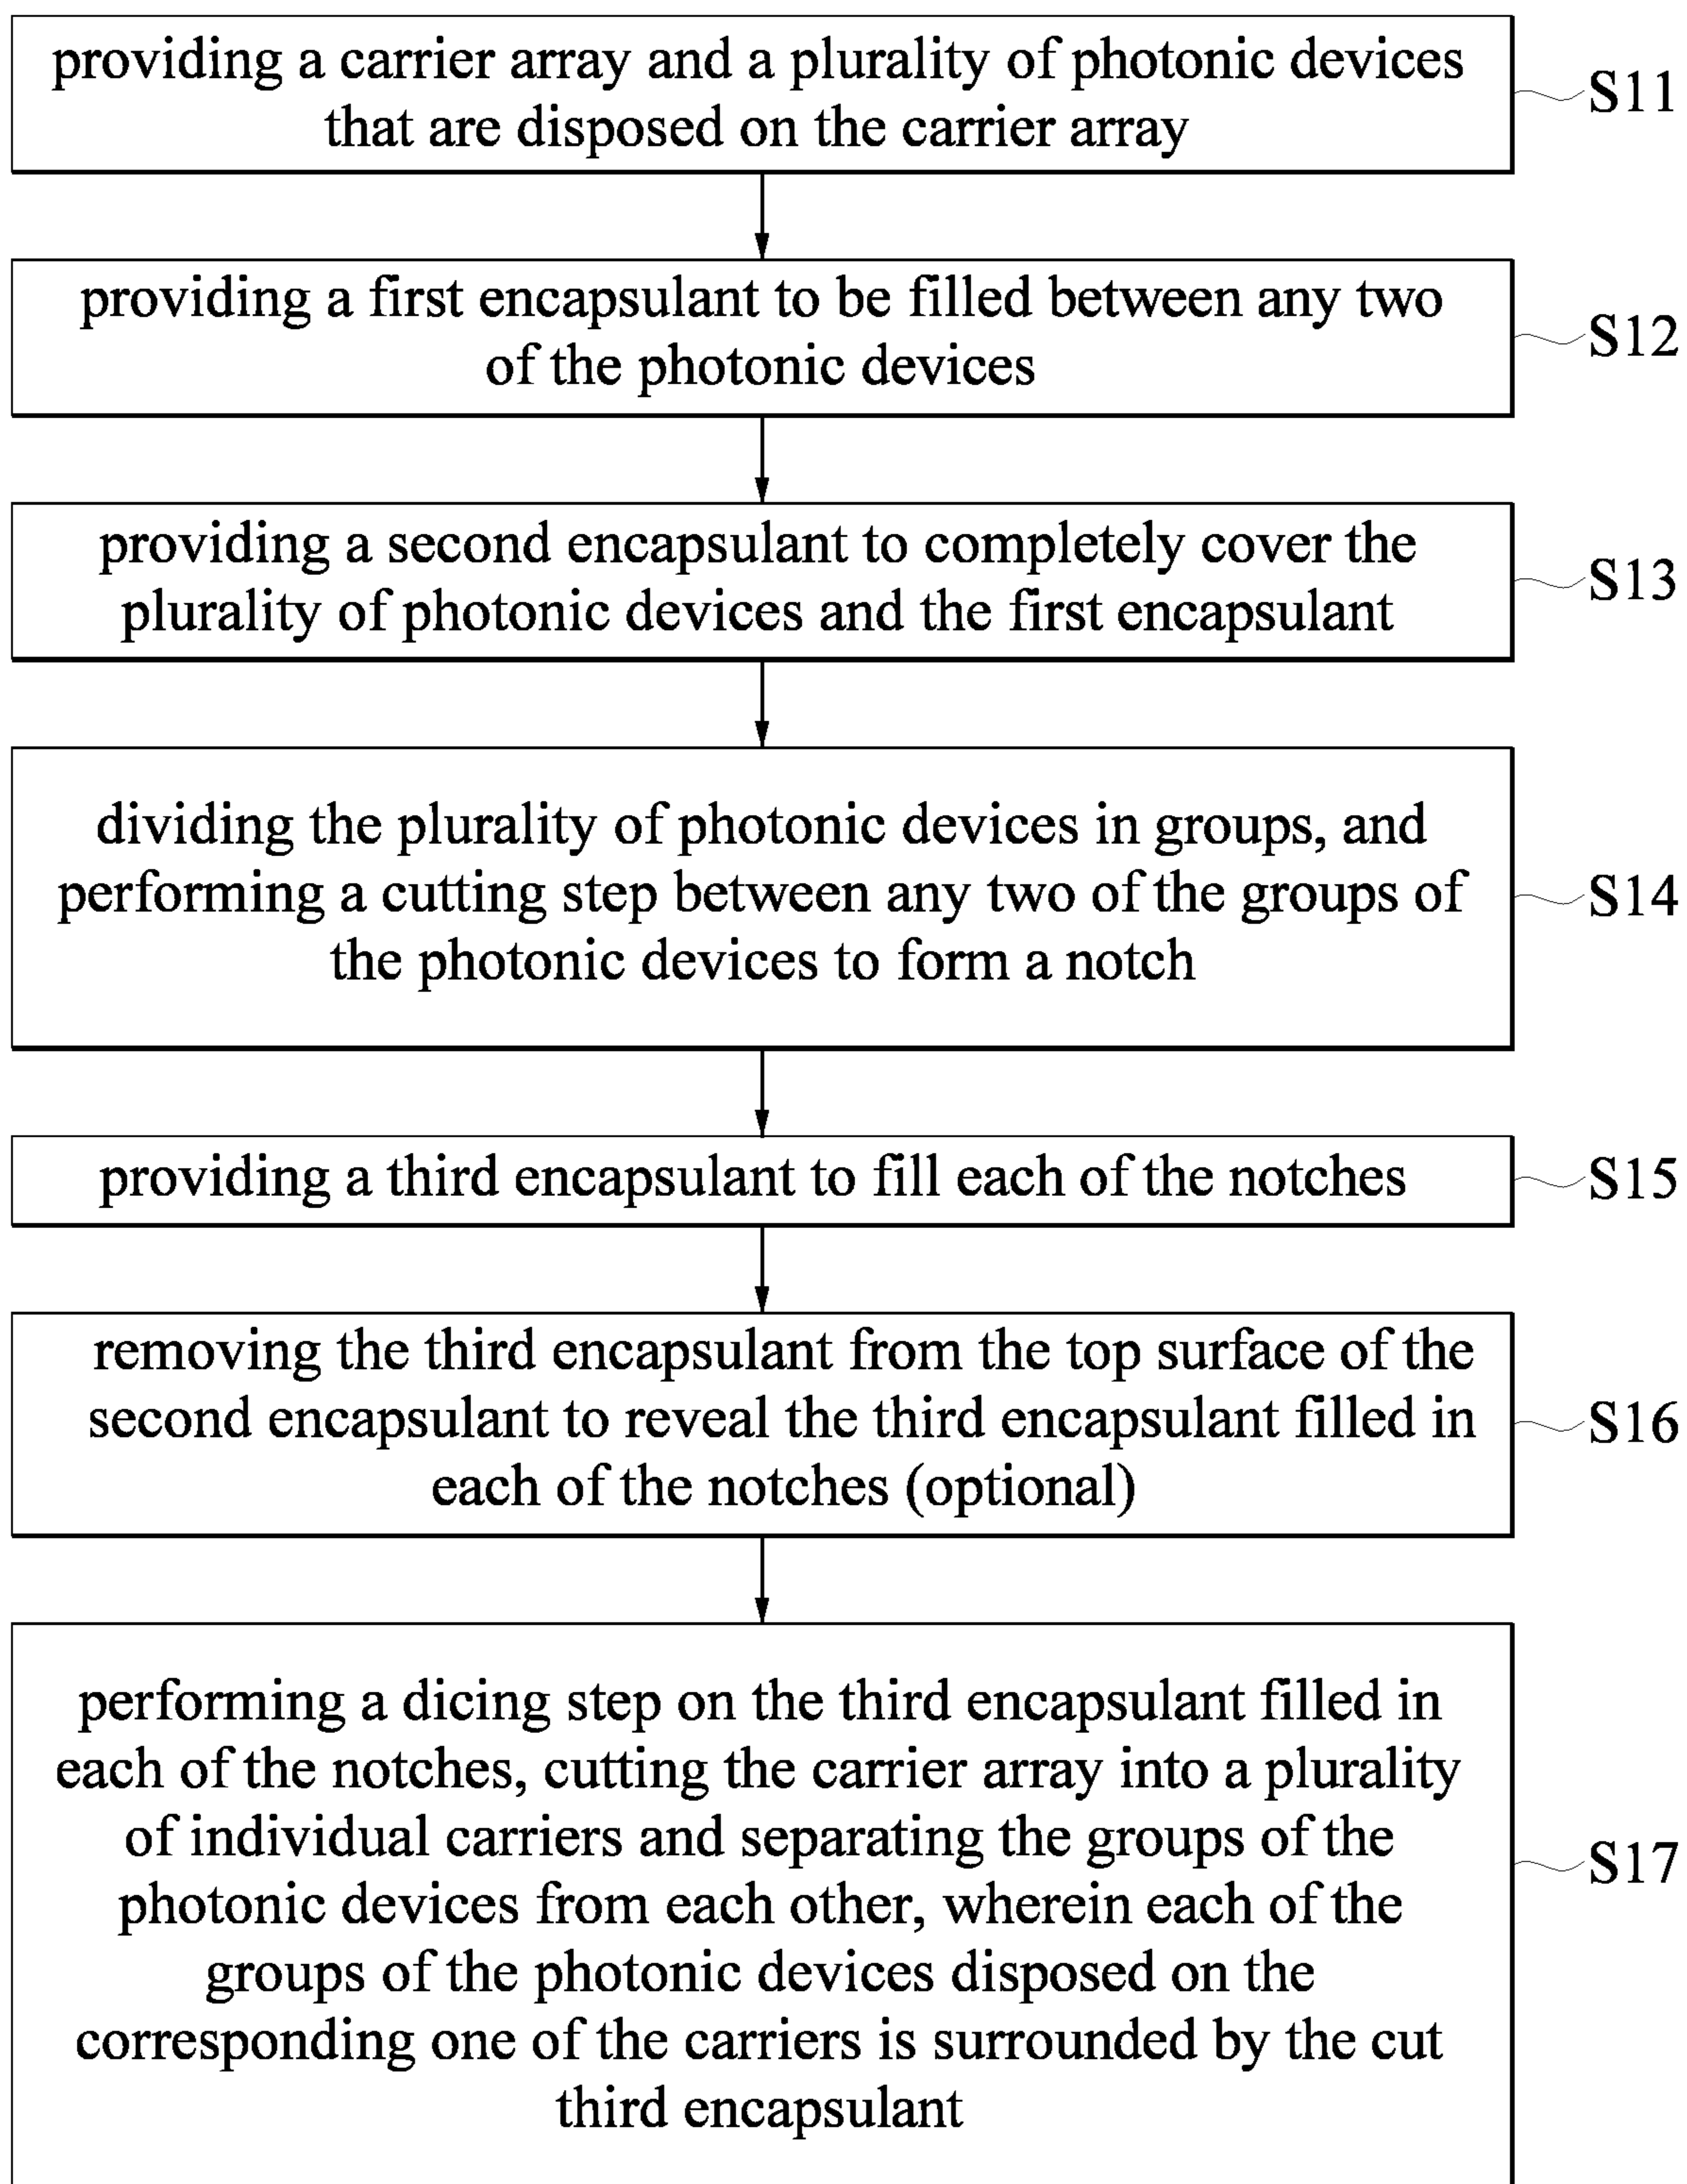 providing a carrier array and a plurality of photonic devices
that are disposed on the carrier array
S11
providing a first encapsulant to be filled between any two
of the photonic devices
S12
providing a second encapsulant to completely cover the
plurality of photonic devices and the first encapsulant
S13
dividing the plurality of photonic devices in groups, and
performing a cutting step between any two of the groups of
the photonic devices to form a notch
S14
providing a third encapsulant to fill each of the notches
S15
removing the third encapsulant from the top surface of the
second encapsulant to reveal the third encapsulant filled in
each of the notches (optional)
S16
performing a dicing step on the third encapsulant filled in
each of the notches, cutting the carrier array into a plurality
of individual carriers and separating the groups of the
photonic devices from each other, wherein each of the
groups of the photonic devices disposed on the
corresponding one of the carriers is surrounded by the cut
third encapsulant
S17